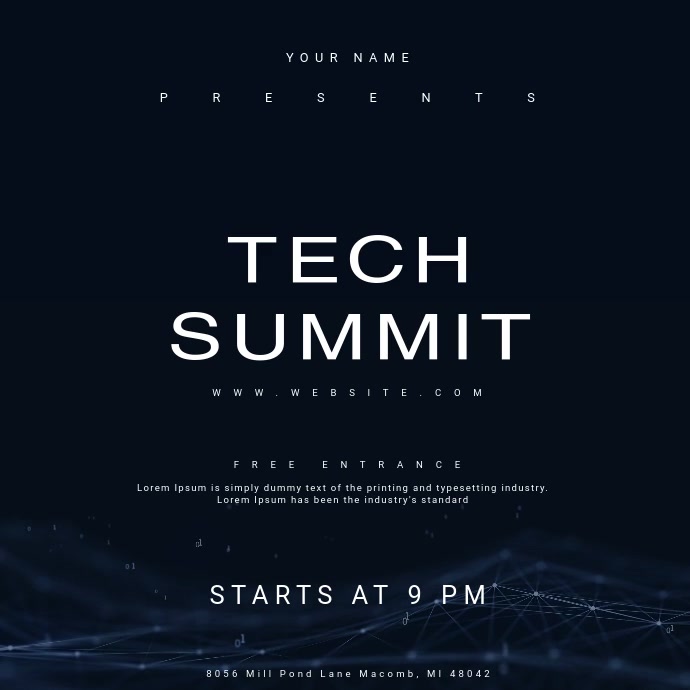 YOUR NAME
PRESENTS
TECH
SUMMIT
WWW.WEBSITE.COM
FREE ENTRANCE
Lorem Ipsum is simply dummy text of the printing and typesetting industry.
Lorem Ipsum has been the industry's standard
STARTS AT 9 PM
8056 Mill Pond Lane Macomb, MI 48042